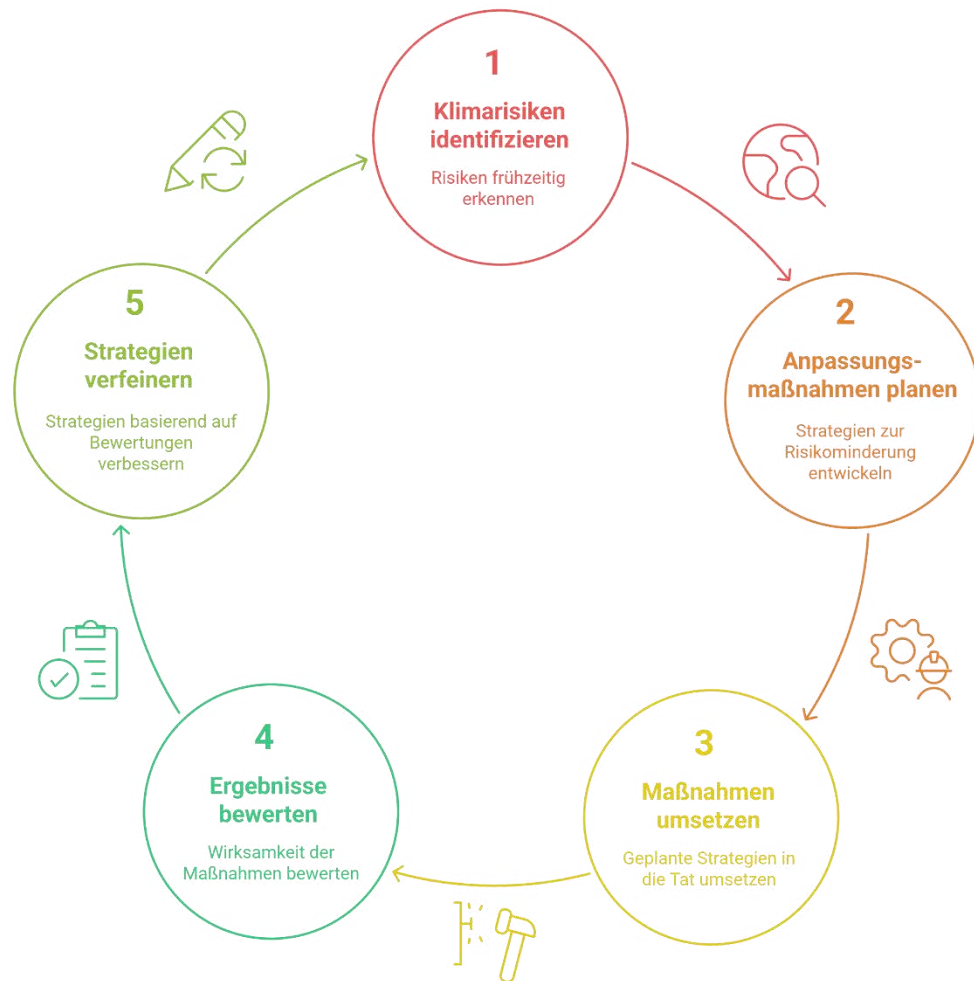 1
Klimarisiken
identifizieren
Risiken frühzeitig
erkennen
2
Anpassungs-
maßnahmen planen
Strategien zur
Risikominderung
entwickeln
3
Maßnahmen
umsetzen
Geplante Strategien in
die Tat umsetzen
4
Ergebnisse
bewerten
Wirksamkeit der
Maßnahmen bewerten
5
Strategien
verfeinern
Strategien basierend auf
Bewertungen
verbessern